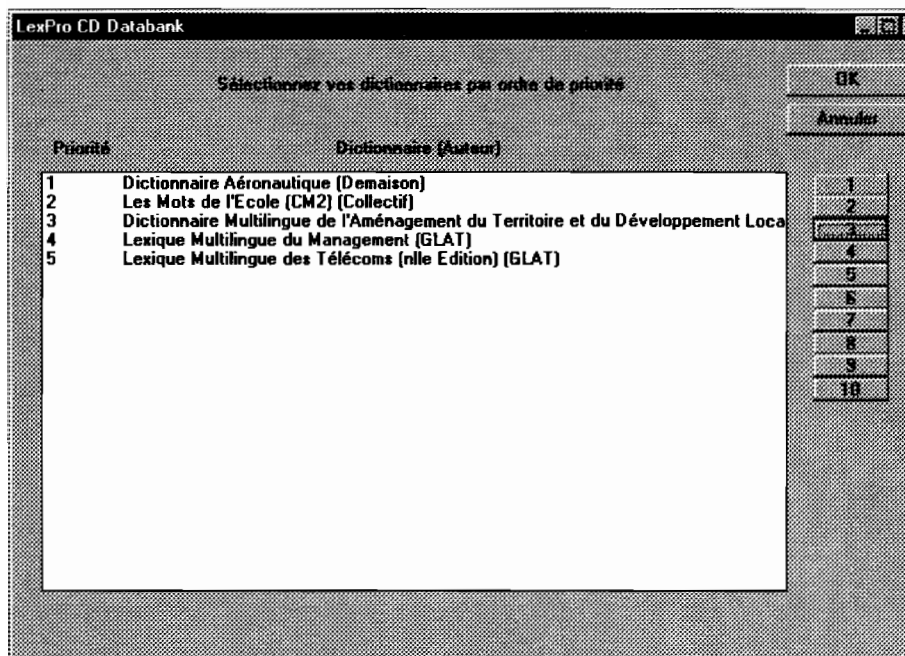 LexPro CD Databank
Sélectionnez vos dictionnaires par ordre de priorité
OK
Annuler
Priorité Dictionnaire (Auteur)
1 Dictionnaire Aéronautique (Demaison)
2 Les Mots de l'Ecole (CM2) (Collectif)
3 Dictionnaire Multilingue de l'Aménagement du Territoire et du Développement Loca
4 Lexique Multilingue du Management (GLAT)
5 Lexique Multilingue des Télécoms (nlle Edition) (GLAT)
1
2
3
4
5
6
7
8
9
10